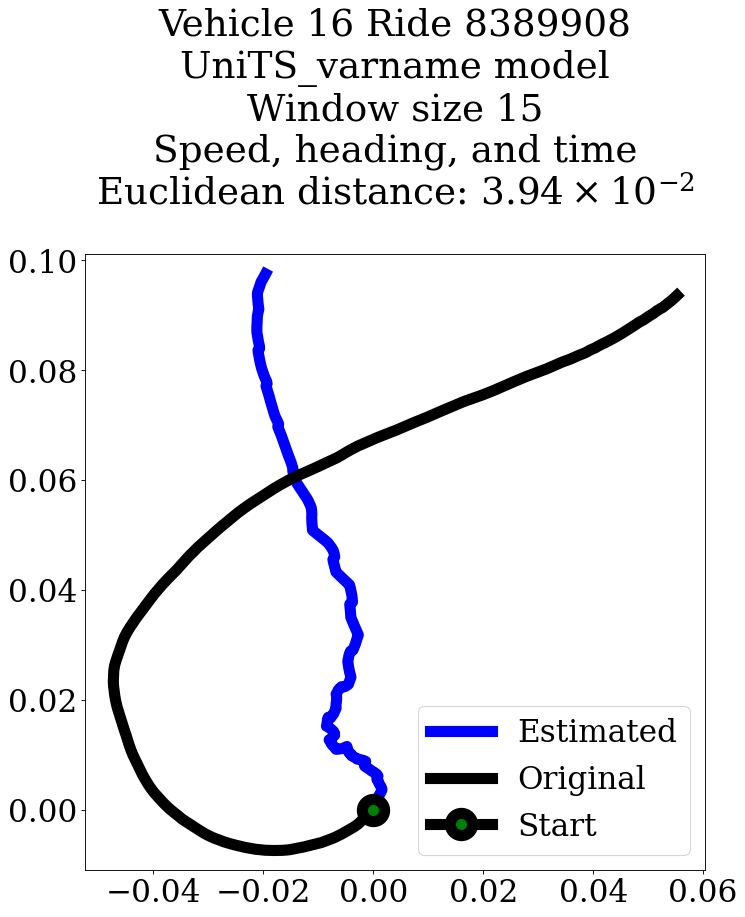 Vehicle 16 Ride 8389908
UniTS_varname model
Window size 15
Speed, heading, and time
Euclidean distance: 3.94 × 10⁻²
0.10
0.08
0.06
0.04
0.02
0.00
Estimated
Original
Start
−0.04 −0.02 0.00 0.02 0.04 0.06